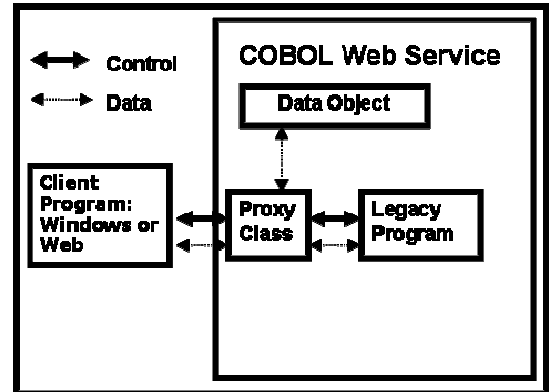 Control
Data
COBOL Web Service
Data Object
Client
Program:
Windows or
Web
Proxy
Class
Legacy
Program